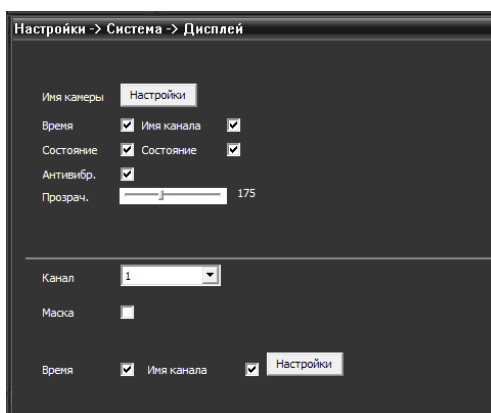 Настройки -> Система -> Дисплей
Имя камеры Настройки
Время Имя канала
Состояние Состояние
Антивибр.
Прозрач. 175
Канал 1
Маска
Время Имя канала Настройки